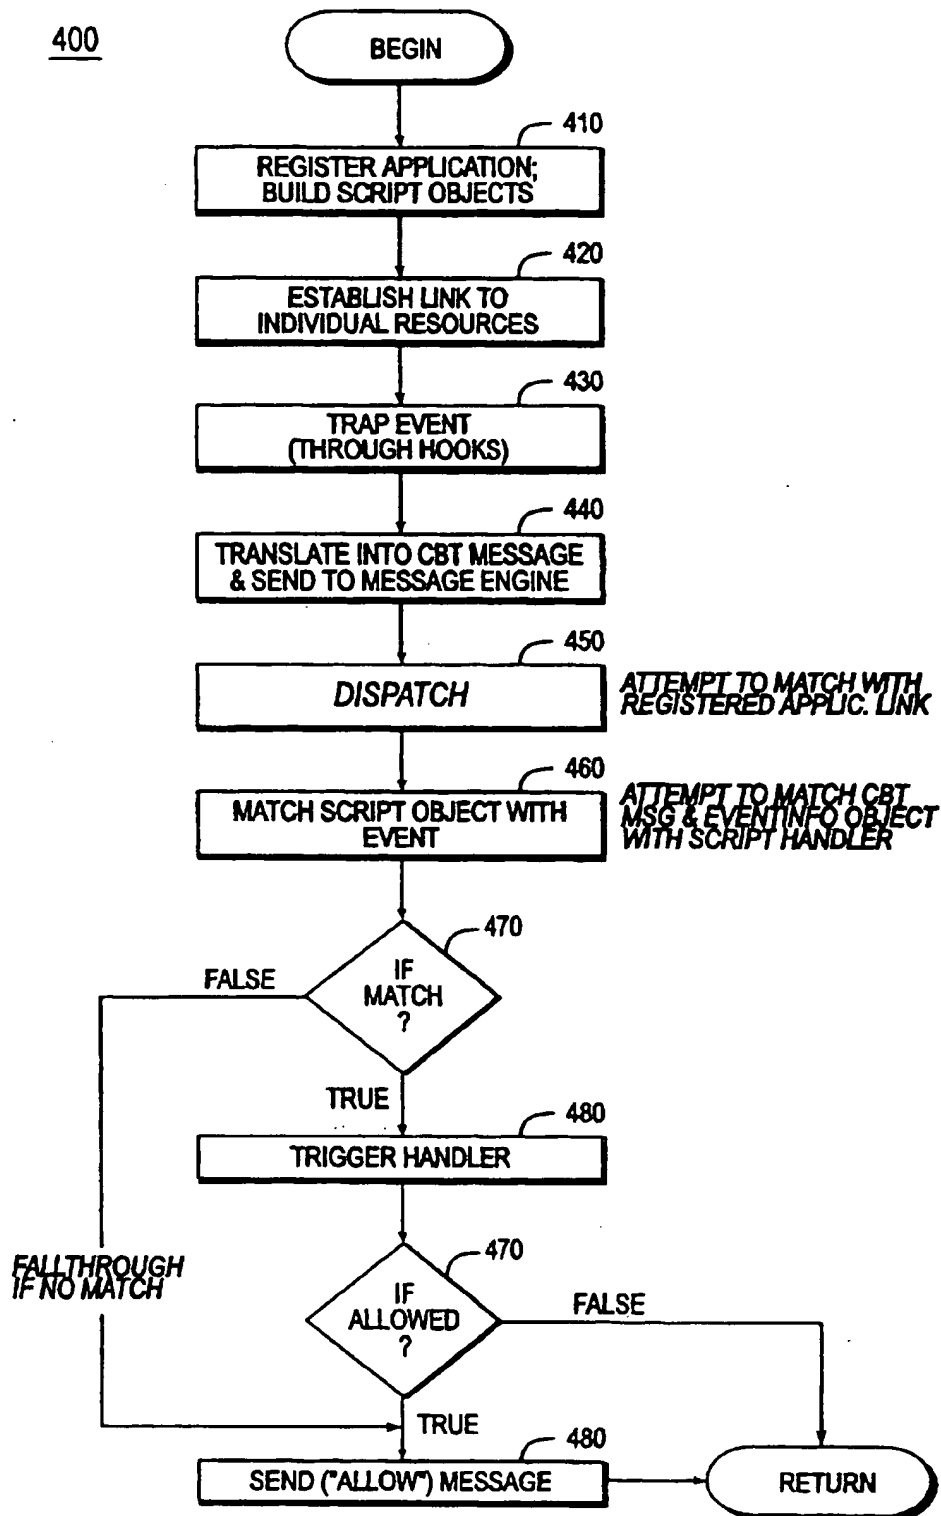 400
BEGIN
410
REGISTER APPLICATION;
BUILD SCRIPT OBJECTS
420
ESTABLISH LINK TO
INDIVIDUAL RESOURCES
430
TRAP EVENT
(THROUGH HOOKS)
440
TRANSLATE INTO CBT MESSAGE
& SEND TO MESSAGE ENGINE
450
DISPATCH
ATTEMPT TO MATCH WITH
REGISTERED APPLIC. LINK
460
MATCH SCRIPT OBJECT WITH
EVENT
ATTEMPT TO MATCH CBT
MSG & EVENTINFO OBJECT
WITH SCRIPT HANDLER
470
IF
MATCH
?
FALSE
TRUE
480
TRIGGER HANDLER
FALLTHROUGH
IF NO MATCH
470
IF
ALLOWED
?
FALSE
TRUE
480
SEND ("ALLOW") MESSAGE
RETURN